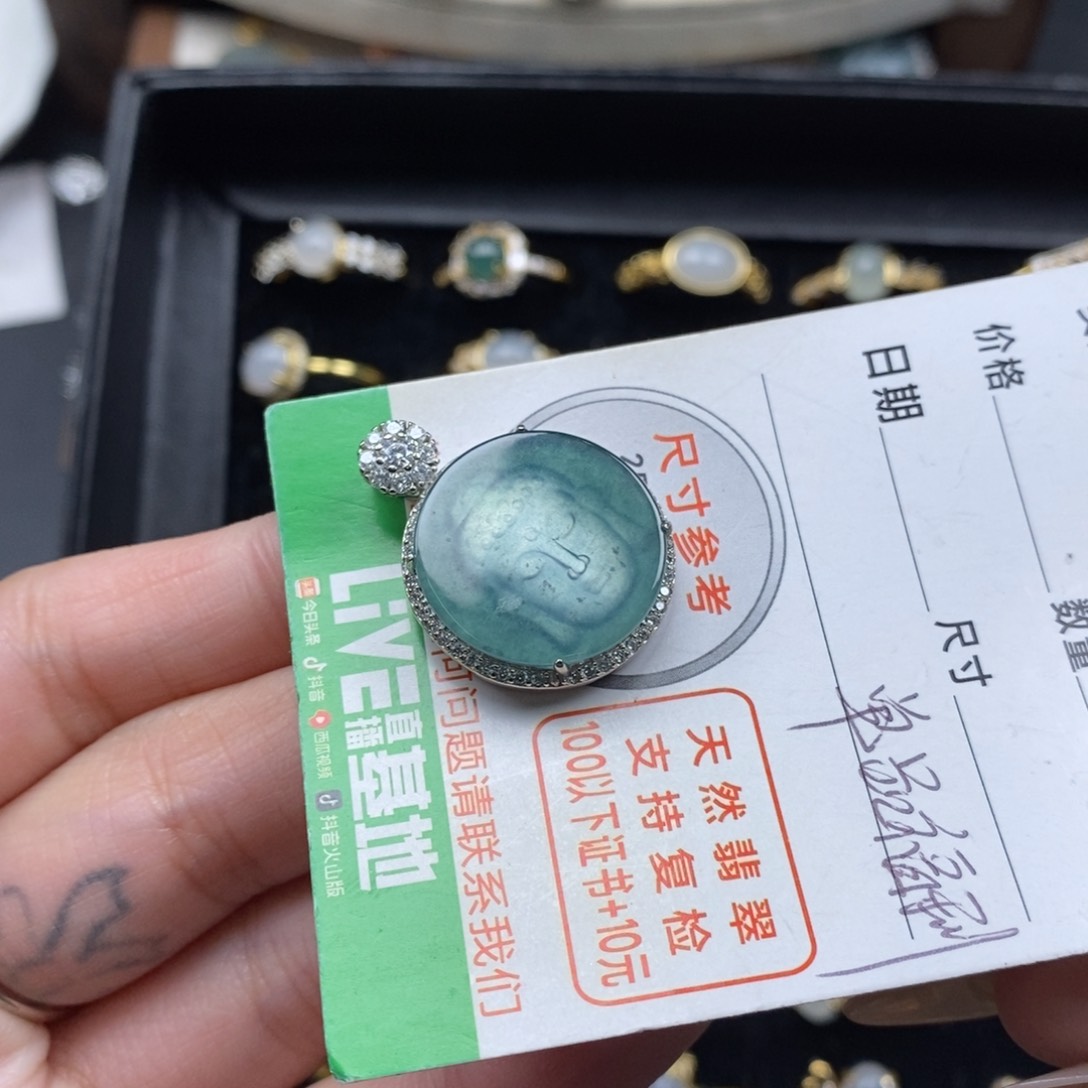 LIVE直播基地
今日头条 抖音 西瓜视频 抖音火山版
何问题请联系我们
尺寸参考
天然翡翠
支持复检
100以下证书+10元
日期
价格
尺寸
数量